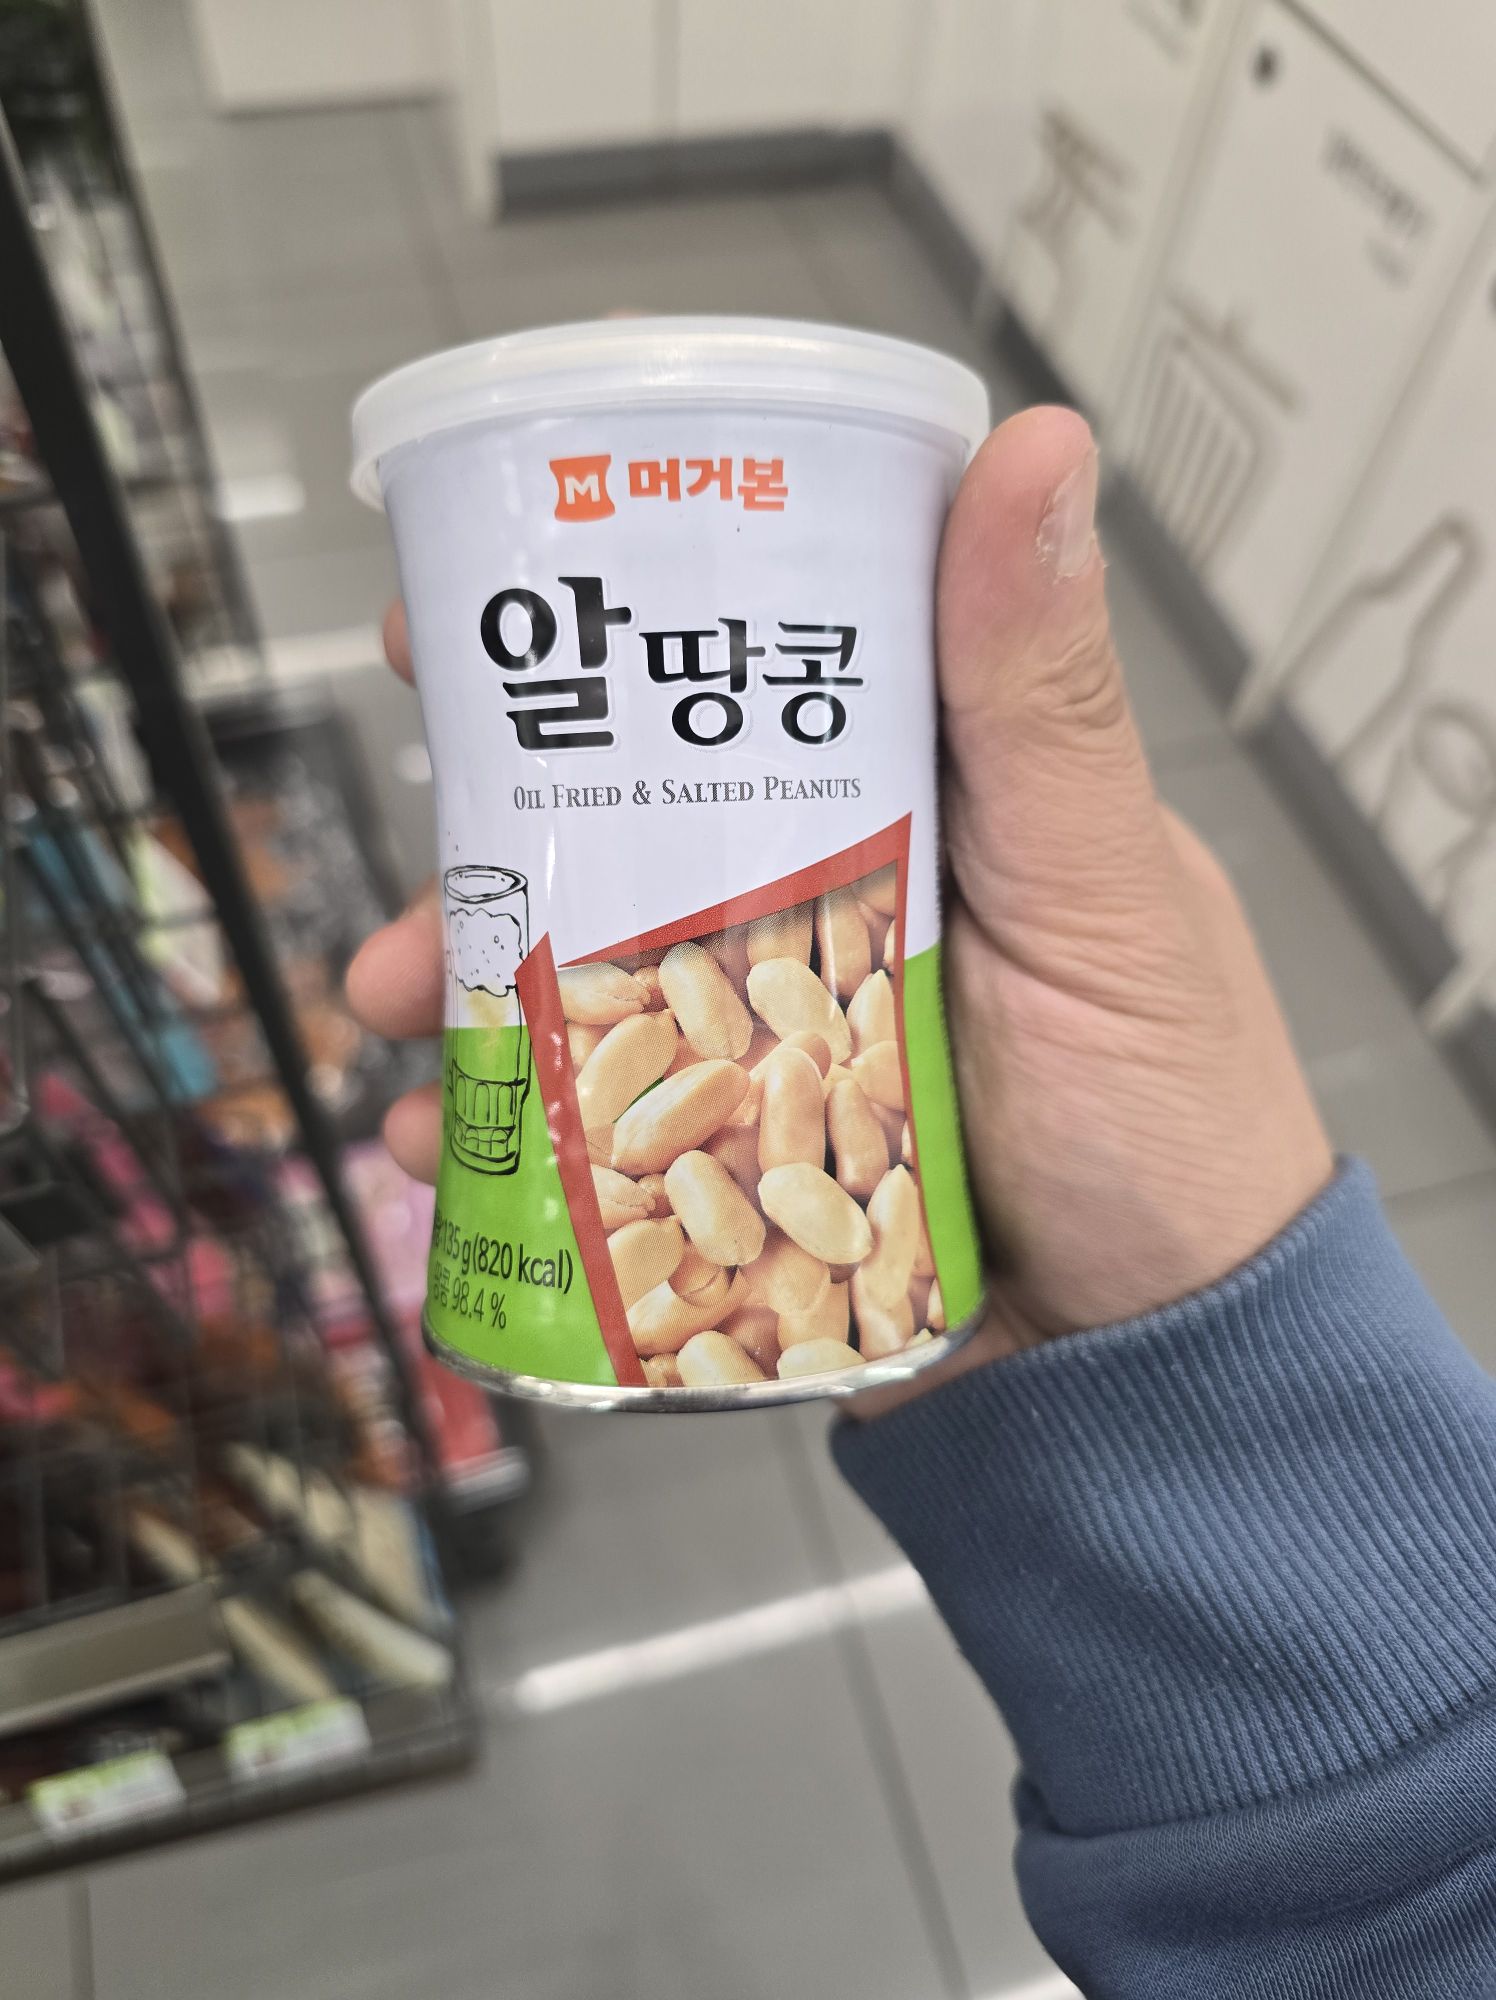 M 머거본
알땅콩
OIL FRIED & SALTED PEANUTS
135 g (820 kcal)
98.4 %